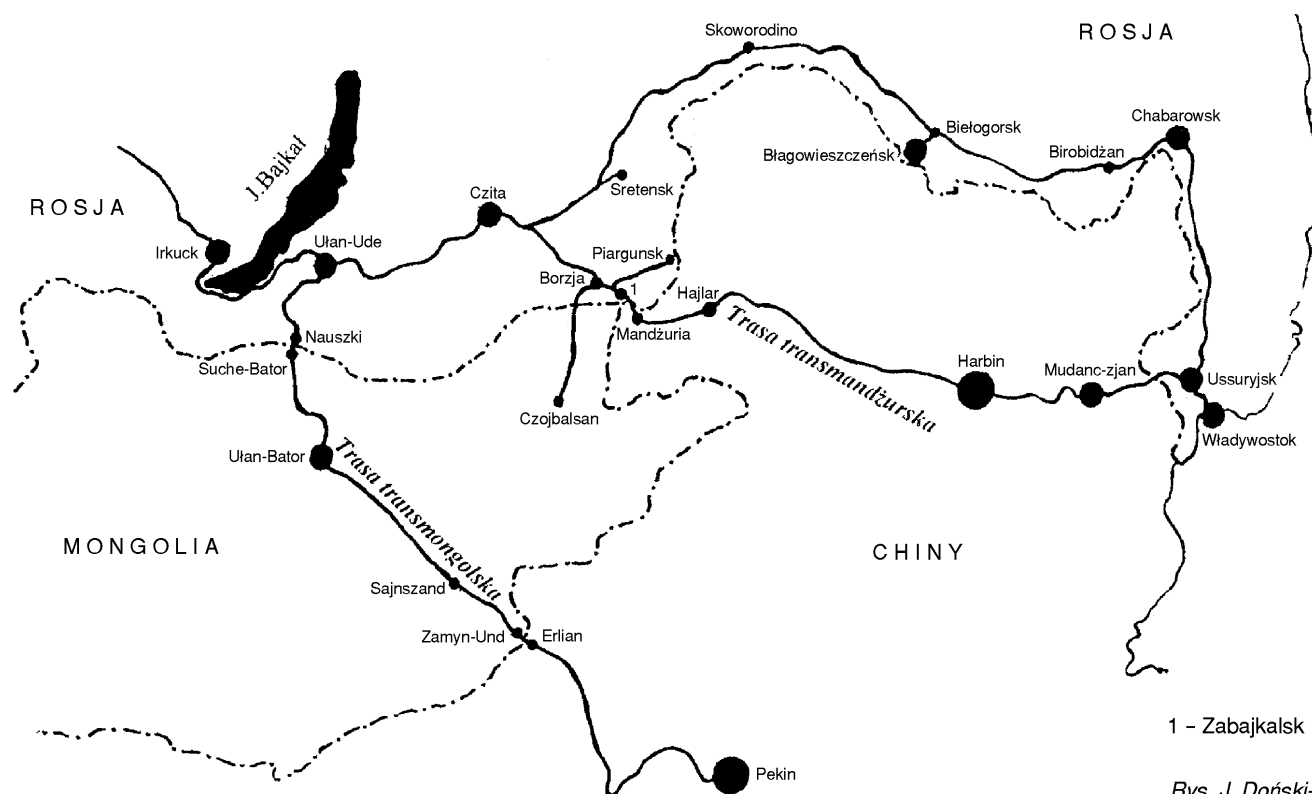 Skoworodino
ROSJA
Chabarowsk
Biełogorsk
Błagowieszczeńsk
Birobidżan
J.Bajkał
Sretensk
Czita
ROSJA
Irkuck
Ułan-Ude
Piargunsk
Borzja
1
Hajlar
Mandżuria
Trasa transmandżurska
Nauszki
Suche-Bator
Harbin
Mudanc-zjan
Ussuryjsk
Czojbalsan
Władywostok
Ułan-Bator
Trasa transmongolska
MONGOLIA
CHINY
Sajnszand
Zamyn-Und
Erlian
1 – Zabajkalsk
Pekin
Rys. J. Doński-